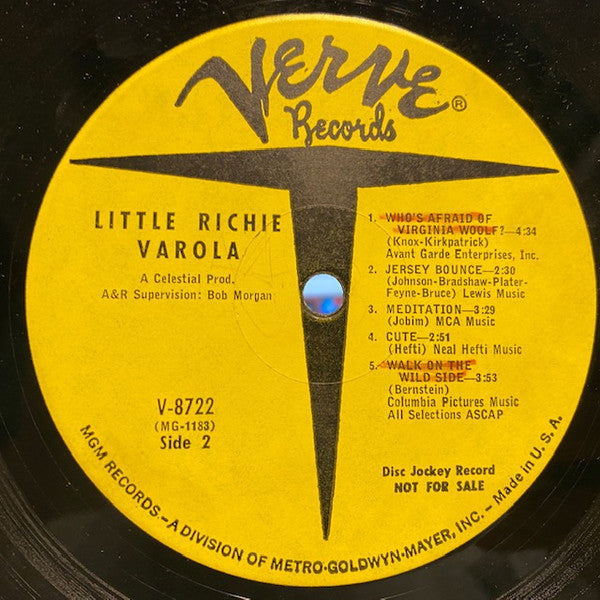 VERVE®
Records
LITTLE RICHIE
VAROLA
A Celestial Prod.
A&R Supervision: Bob Morgan
V-8722
(MG-1183)
Side 2
1. WHO'S AFRAID OF
VIRGINIA WOOLF?—4:34
(Knox-Kirkpatrick)
Avant Garde Enterprises, Inc.
2. JERSEY BOUNCE—2:30
(Johnson-Bradshaw-Plater-
Feyne-Bruce) Lewis Music
3. MEDITATION—3:29
(Jobim) MCA Music
4. CUTE—2:51
(Hefti) Neal Hefti Music
5. WALK ON THE
WILD SIDE—3:53
(Bernstein)
Columbia Pictures Music
All Selections ASCAP
Disc Jockey Record
NOT FOR SALE
MGM RECORDS—A DIVISION OF METRO-GOLDWYN-MAYER, INC.—Made in U.S.A.